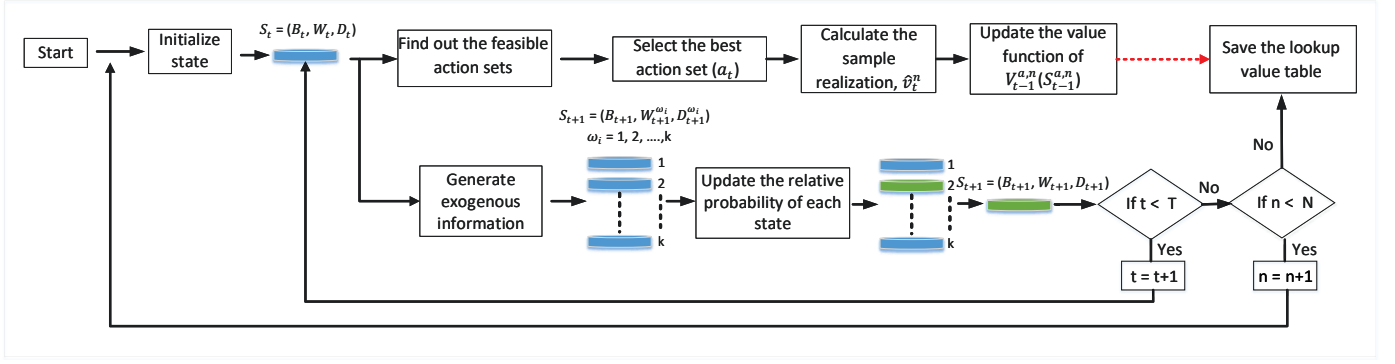 Start
Initialize
state
S_t = (B_t, W_t, D_t)
Find out the feasible
action sets
Select the best
action set (a_t)
Calculate the
sample
realization, v̂_t^n
Update the value
function of
V_{t−1}^{a,n}(S_{t−1}^{a,n})
Save the lookup
value table
S_{t+1} = (B_{t+1}, W_{t+1}^{ω_i}, D_{t+1}^{ω_i})
ω_i = 1, 2, ....,k
1
2
k
Generate
exogenous
information
Update the relative
probability of each
state
1
2
k
S_{t+1} = (B_{t+1}, W_{t+1}, D_{t+1})
If t < T
No
If n < N
No
Yes
Yes
t = t+1
n = n+1